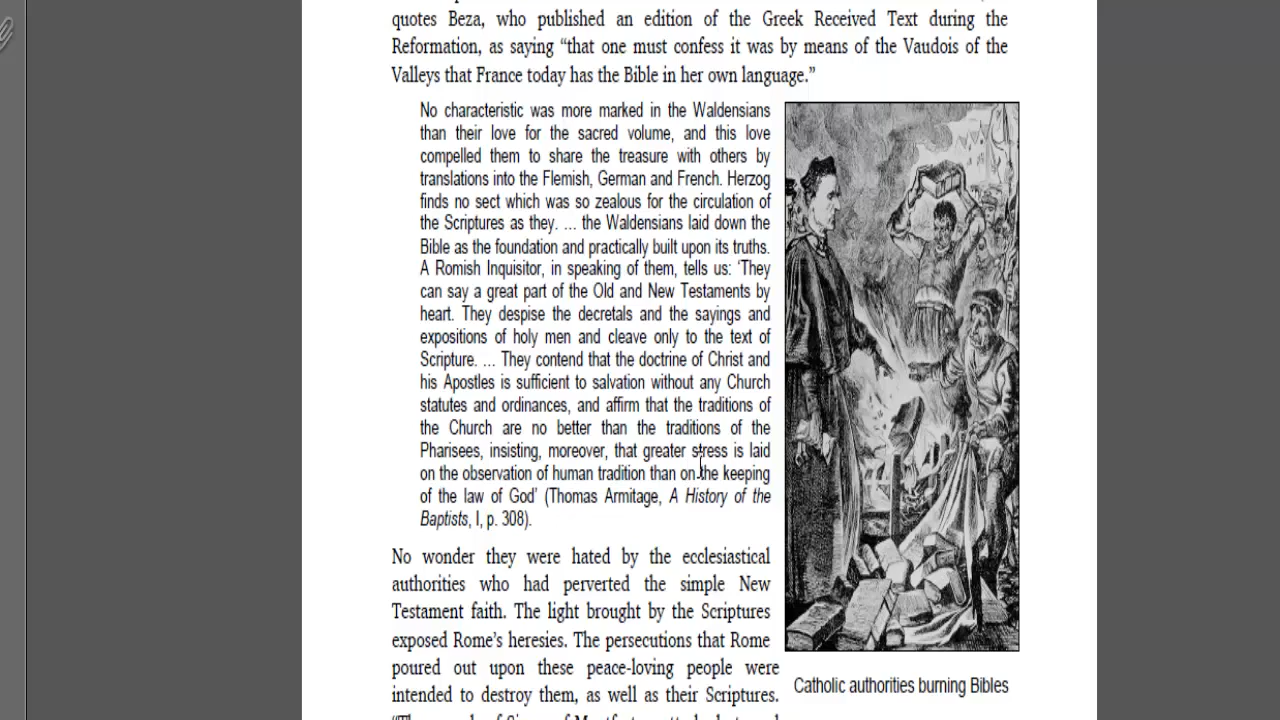 quotes Beza, who published an edition of the Greek Received Text during the
Reformation, as saying “that one must confess it was by means of the Vaudois of the
Valleys that France today has the Bible in her own language.”
No characteristic was more marked in the Waldensians
than their love for the sacred volume, and this love
compelled them to share the treasure with others by
translations into the Flemish, German and French. Herzog
finds no sect which was so zealous for the circulation of
the Scriptures as they. ... the Waldensians laid down the
Bible as the foundation and practically built upon its truths.
A Romish Inquisitor, in speaking of them, tells us: ‘They
can say a great part of the Old and New Testaments by
heart. They despise the decretals and the sayings and
expositions of holy men and cleave only to the text of
Scripture. ... They contend that the doctrine of Christ and
his Apostles is sufficient to salvation without any Church
statutes and ordinances, and affirm that the traditions of
the Church are no better than the traditions of the
Pharisees, insisting, moreover, that greater stress is laid
on the observation of human tradition than on the keeping
of the law of God’ (Thomas Armitage, A History of the
Baptists, I, p. 308).
No wonder they were hated by the ecclesiastical
authorities who had perverted the simple New
Testament faith. The light brought by the Scriptures
exposed Rome’s heresies. The persecutions that Rome
poured out upon these peace-loving people were
intended to destroy them, as well as their Scriptures.
Catholic authorities burning Bibles